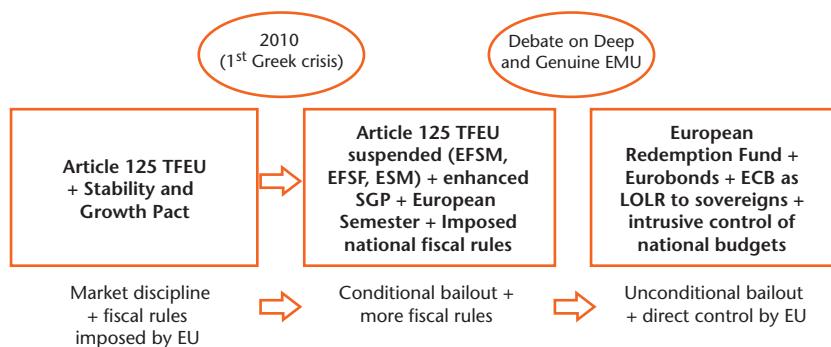 2010
(1st Greek crisis)
Debate on Deep
and Genuine EMU
Article 125 TFEU
+ Stability and
Growth Pact
Article 125 TFEU
suspended (EFSM,
EFSF, ESM) + enhanced
SGP + European
Semester + Imposed
national fiscal rules
European
Redemption Fund +
Eurobonds + ECB as
LOLR to sovereigns +
intrusive control of
national budgets
Market discipline
+ fiscal rules
imposed by EU
Conditional bailout +
more fiscal rules
Unconditional bailout
+ direct control by EU